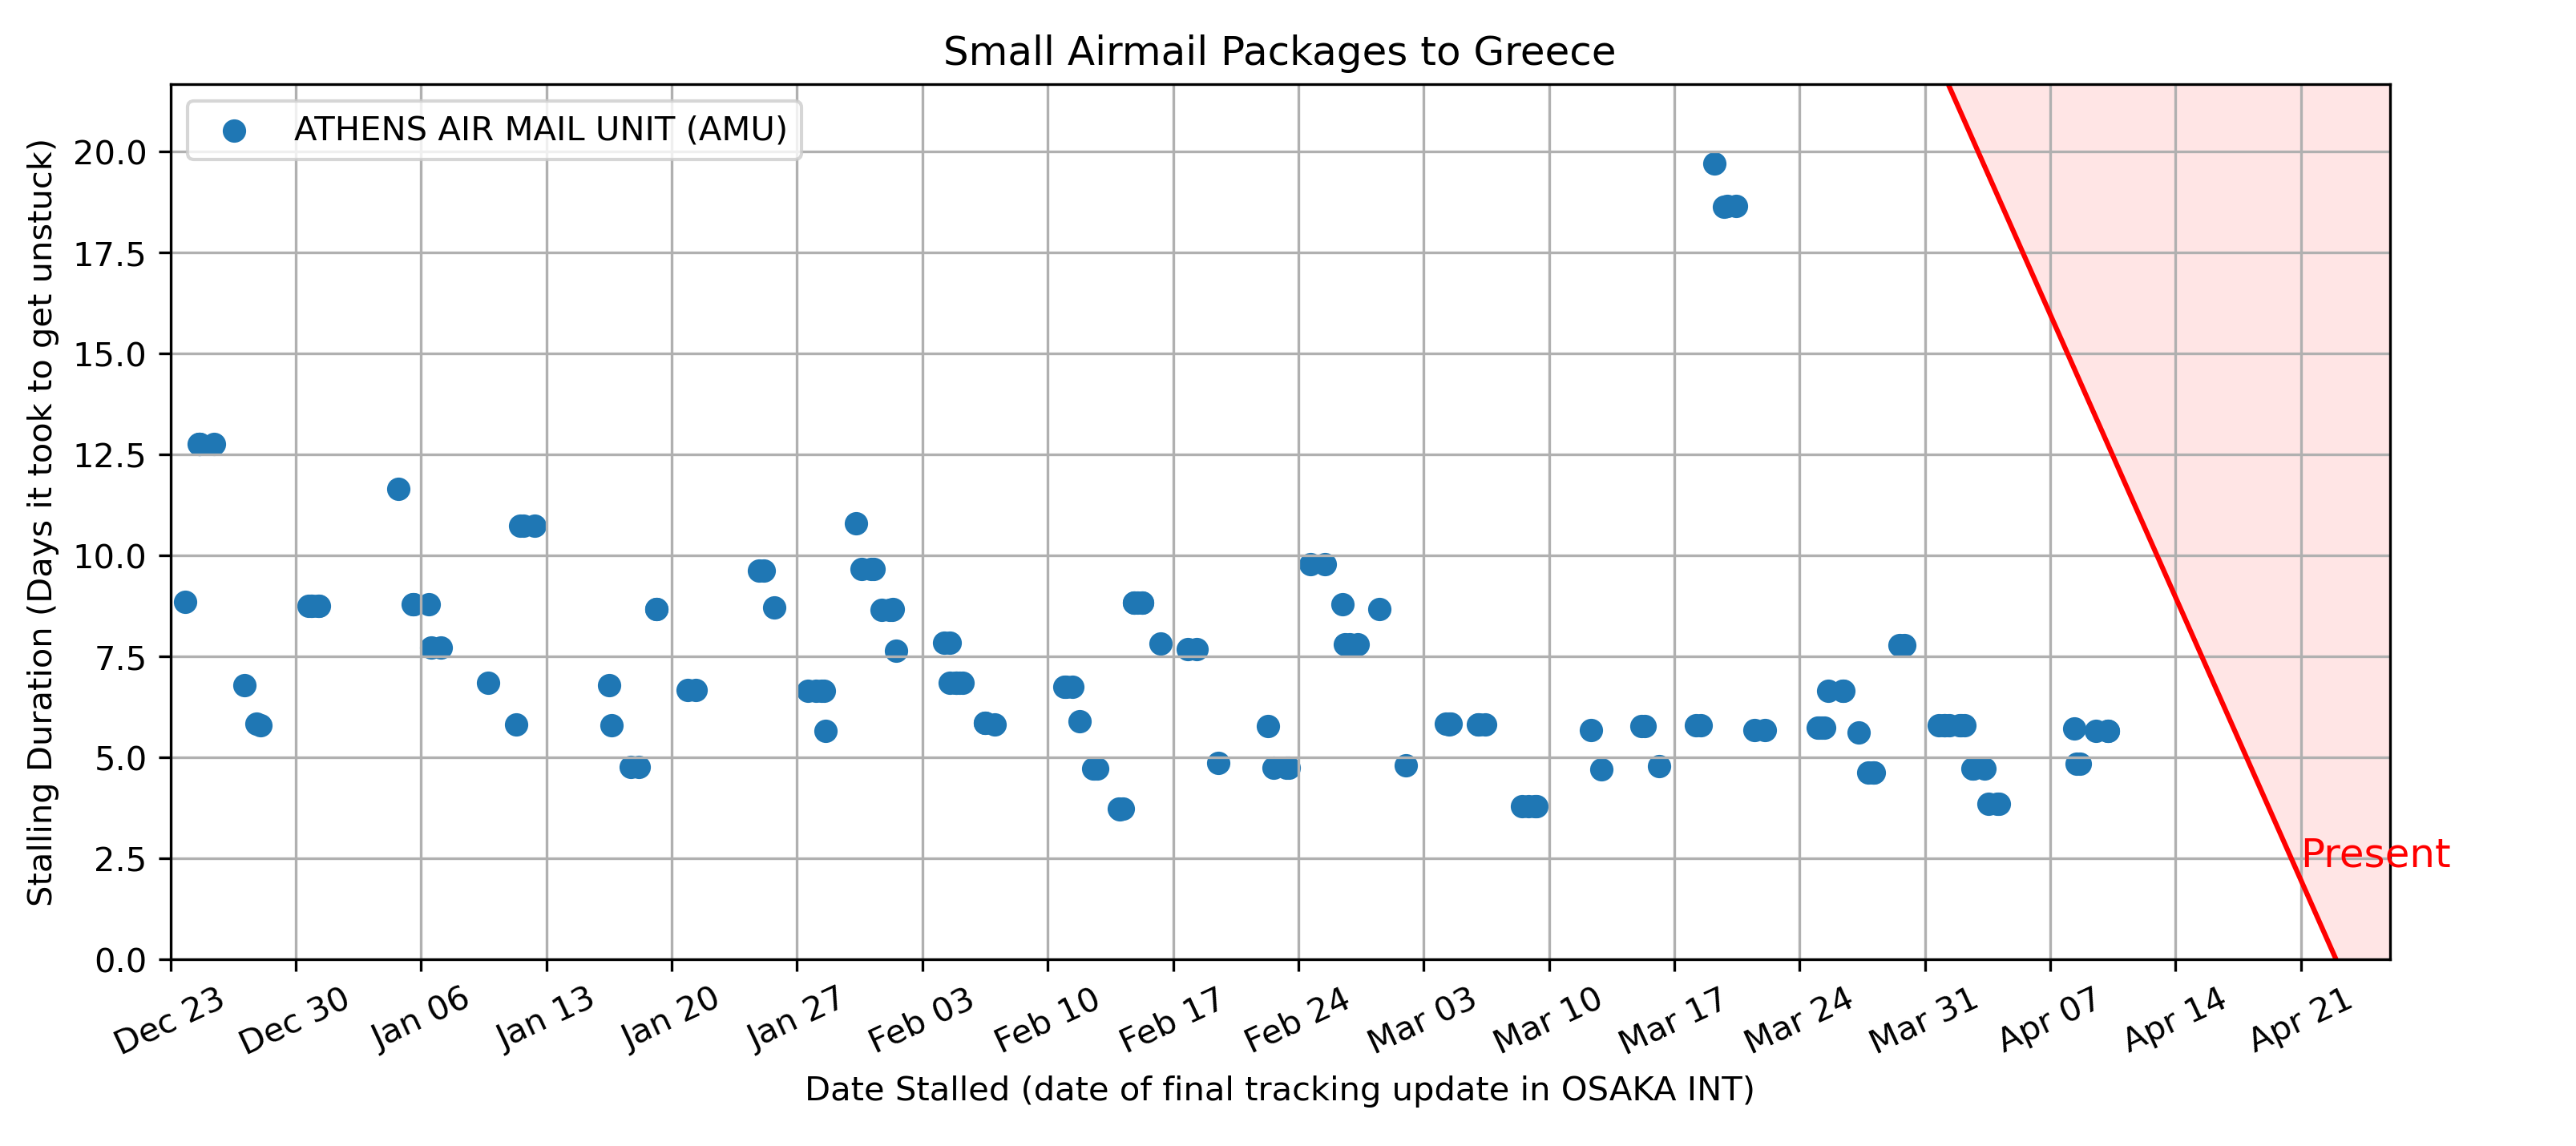 Small Airmail Packages to Greece
ATHENS AIR MAIL UNIT (AMU)
Stalling Duration (Days it took to get unstuck)
20.0
17.5
15.0
12.5
10.0
7.5
5.0
2.5
0.0
Present
Dec 23
Dec 30
Jan 06
Jan 13
Jan 20
Jan 27
Feb 03
Feb 10
Feb 17
Feb 24
Mar 03
Mar 10
Mar 17
Mar 24
Mar 31
Apr 07
Apr 14
Apr 21
Date Stalled (date of final tracking update in OSAKA INT)